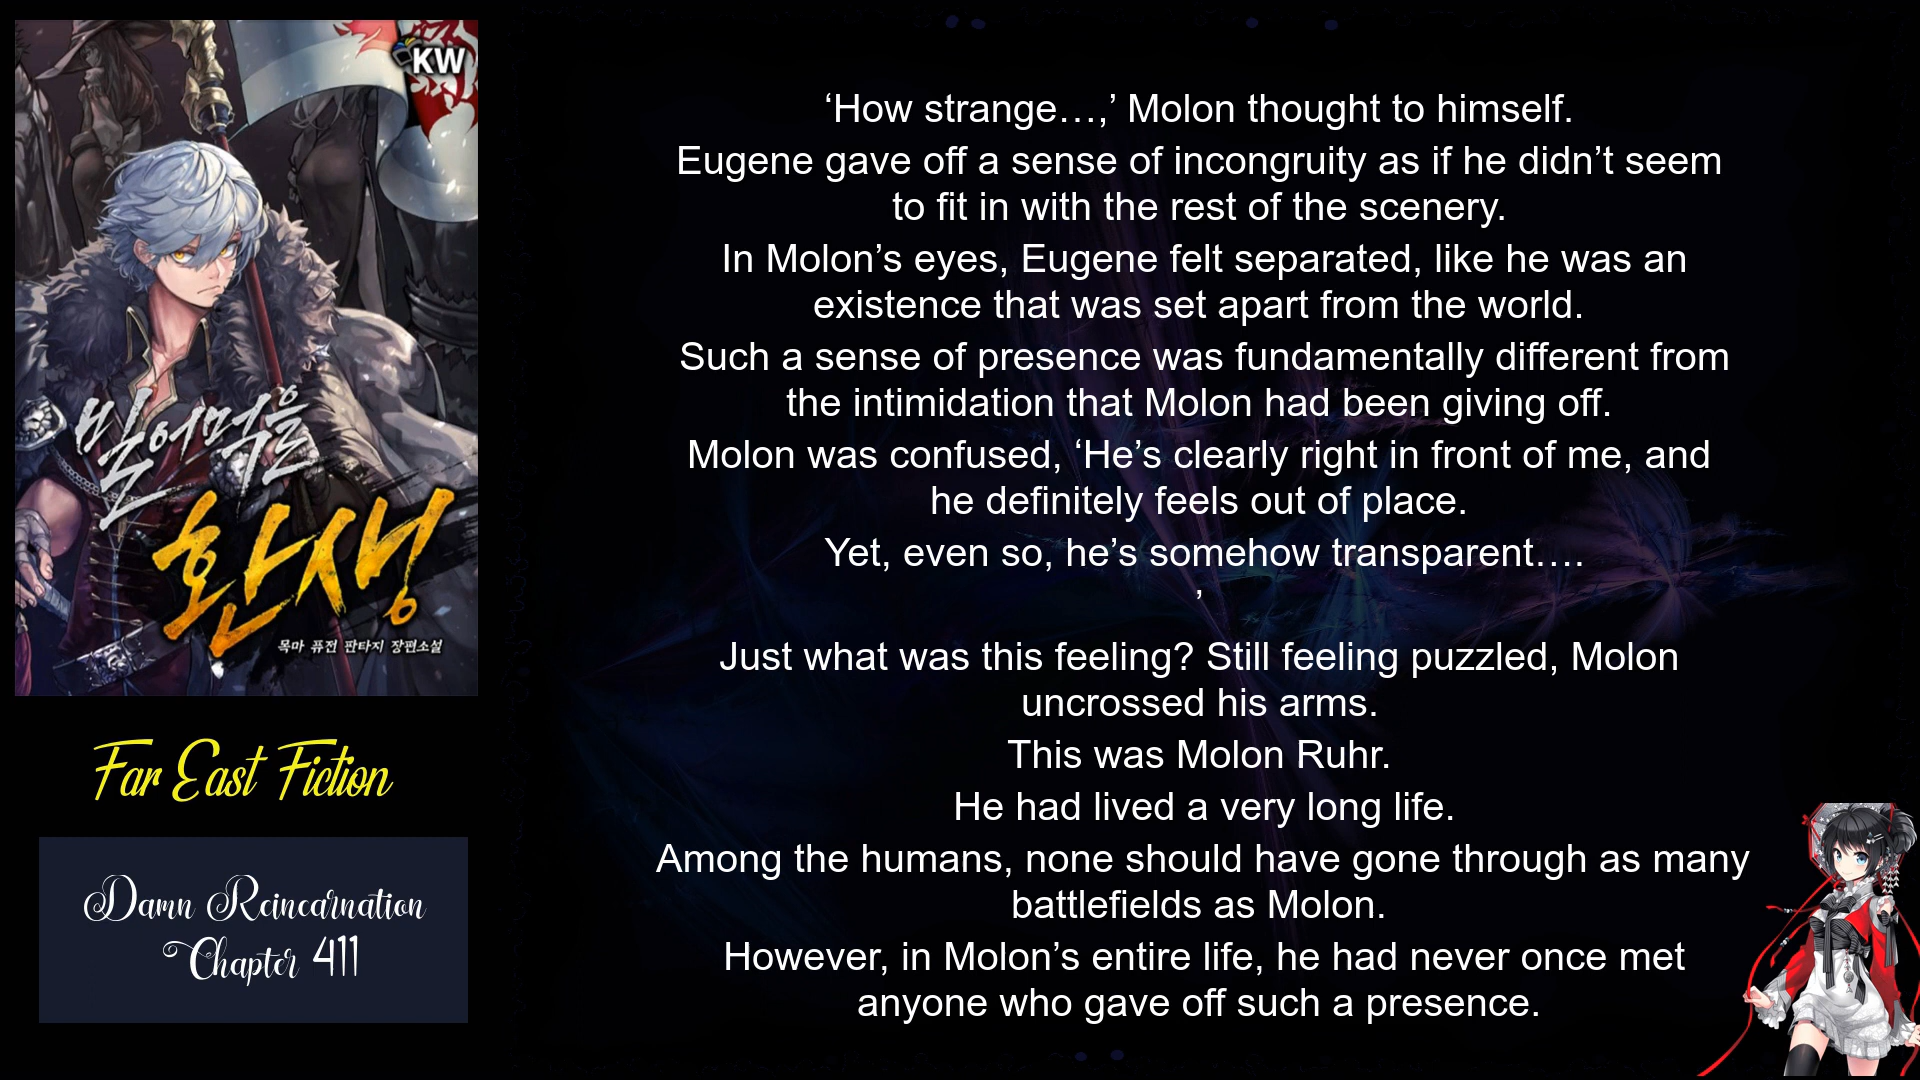 KW
빌어먹을
환생
목마 퓨전 판타지 장편소설
Far East Fiction
Damn Reincarnation
Chapter 411
‘How strange…,’ Molon thought to himself.
Eugene gave off a sense of incongruity as if he didn’t seem
to fit in with the rest of the scenery.
In Molon’s eyes, Eugene felt separated, like he was an
existence that was set apart from the world.
Such a sense of presence was fundamentally different from
the intimidation that Molon had been giving off.
Molon was confused, ‘He’s clearly right in front of me, and
he definitely feels out of place.
Yet, even so, he’s somehow transparent….
’
Just what was this feeling? Still feeling puzzled, Molon
uncrossed his arms.
This was Molon Ruhr.
He had lived a very long life.
Among the humans, none should have gone through as many
battlefields as Molon.
However, in Molon’s entire life, he had never once met
anyone who gave off such a presence.